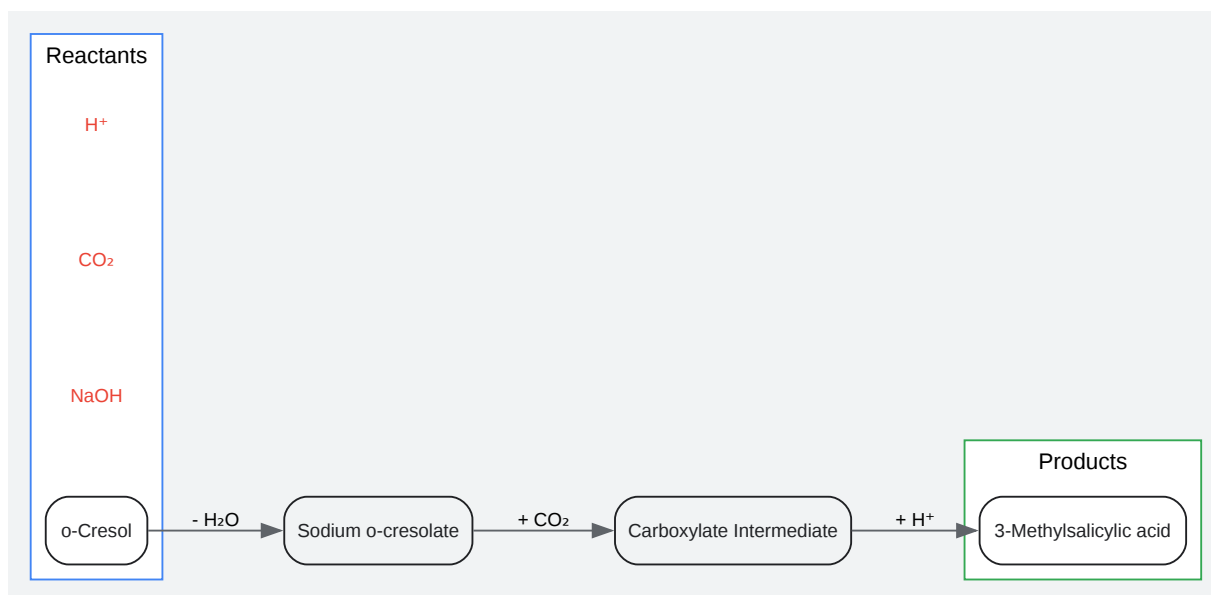 Reactants
H⁺
CO₂
NaOH
o-Cresol
- H₂O
Sodium o-cresolate
+ CO₂
Carboxylate Intermediate
+ H⁺
Products
3-Methylsalicylic acid